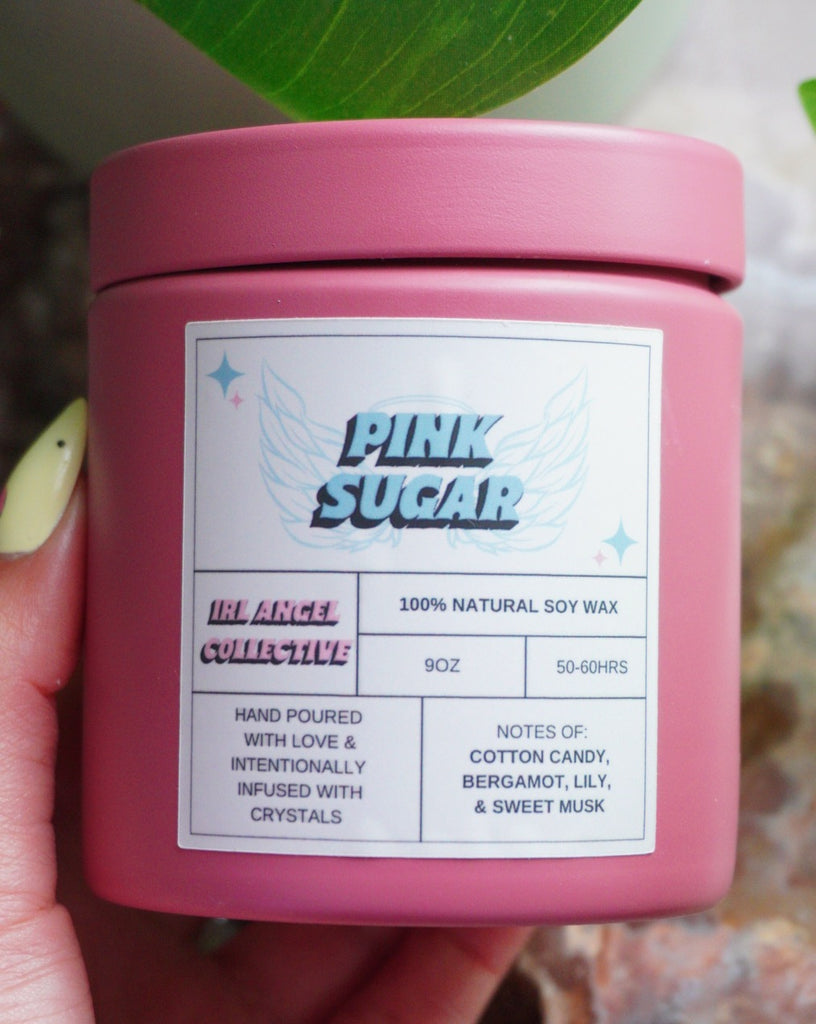 PINK
SUGAR
IRL ANGEL
COLLECTIVE
100% NATURAL SOY WAX
9OZ
50-60HRS
HAND POURED
WITH LOVE &
INTENTIONALLY
INFUSED WITH
CRYSTALS
NOTES OF:
COTTON CANDY,
BERGAMOT, LILY,
& SWEET MUSK